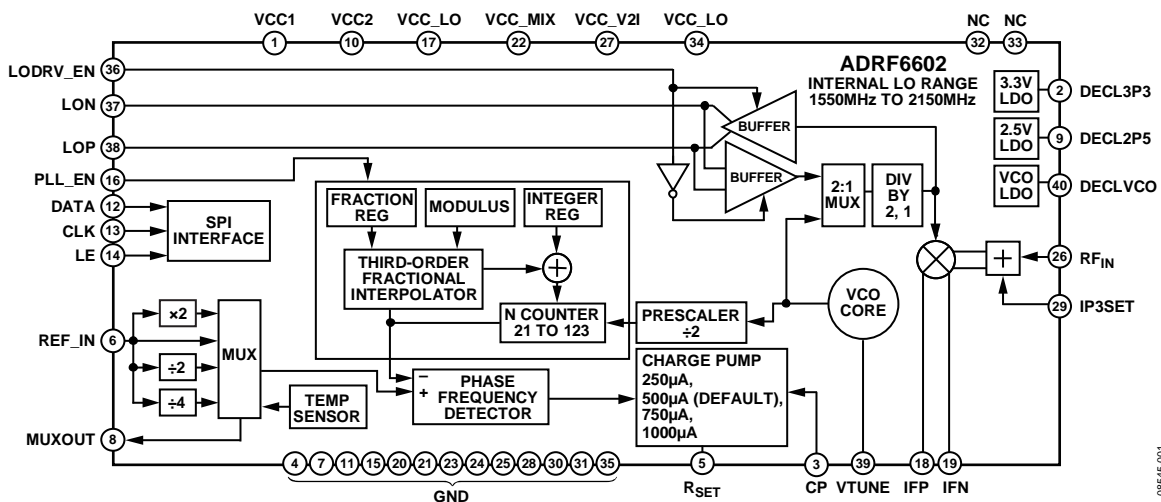 VCC1 VCC2 VCC_LO VCC_MIX VCC_V2I VCC_LO NC NC
1 10 17 22 27 34 32 33
LODRV_EN 36
LON 37
LOP 38
PLL_EN 16
DATA 12
CLK 13
LE 14
SPI
INTERFACE
REF_IN 6
MUXOUT 8
×2
÷2
÷4
MUX
TEMP
SENSOR
FRACTION
REG
MODULUS
INTEGER
REG
THIRD-ORDER
FRACTIONAL
INTERPOLATOR
+
N COUNTER
21 TO 123
− PHASE
+ FREQUENCY
DETECTOR
PRESCALER
÷2
CHARGE PUMP
250µA,
500µA (DEFAULT),
750µA,
1000µA
BUFFER
BUFFER
2:1
MUX
DIV
BY
2, 1
VCO
CORE
ADRF6602
INTERNAL LO RANGE
1550MHz TO 2150MHz
3.3V
LDO
2 DECL3P3
2.5V
LDO
9 DECL2P5
VCO
LDO
40 DECLVCO
+
26 RFIN
29 IP3SET
4 7 11 15 20 21 23 24 25 28 30 31 35
GND
5 3 39 18 19
RSET CP VTUNE IFP IFN
08545-001